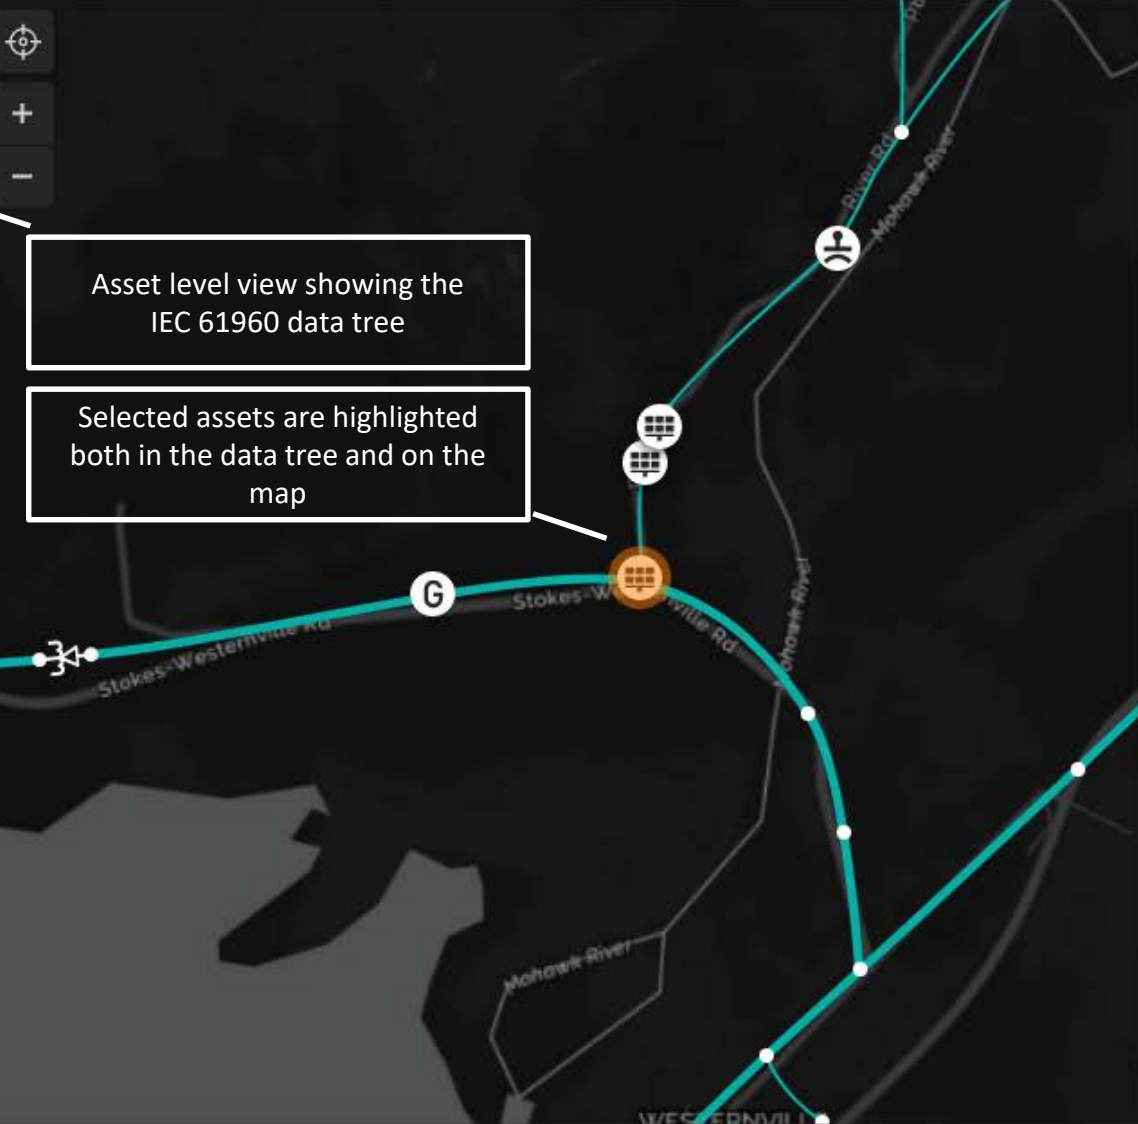 +
−
River Rd
Mohawk River
Asset level view showing the
IEC 61960 data tree
Selected assets are highlighted
both in the data tree and on the
map
G
Stokes-W
ville Rd
Mohawk River
Stokes-Westernville Rd
Mohawk River
WESTERNVILL